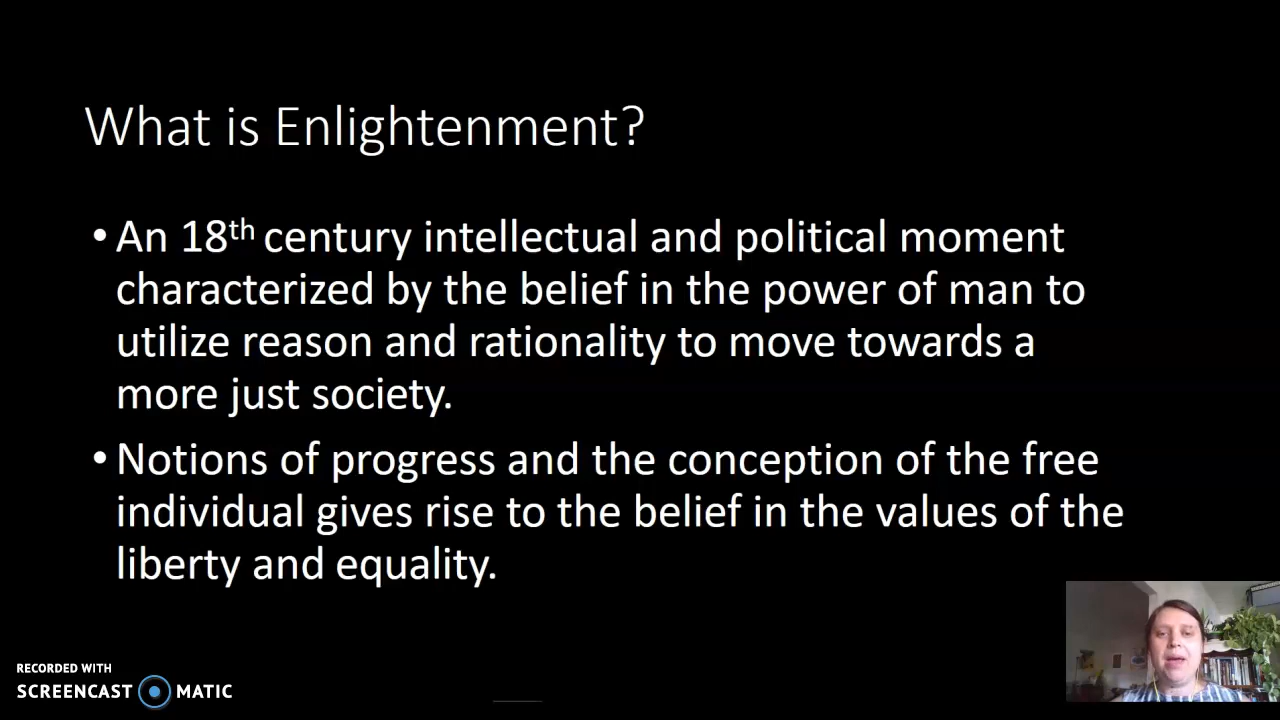 What is Enlightenment?
• An 18th century intellectual and political moment
characterized by the belief in the power of man to
utilize reason and rationality to move towards a
more just society.
• Notions of progress and the conception of the free
individual gives rise to the belief in the values of the
liberty and equality.
RECORDED WITH
SCREENCAST MATIC